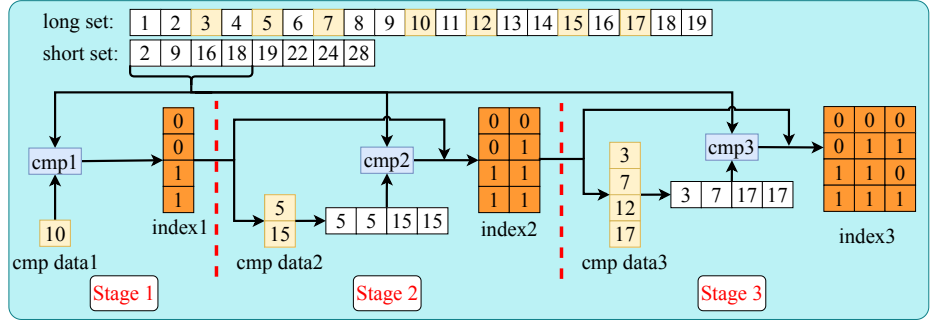 long set: 1 2 3 4 5 6 7 8 9 10 11 12 13 14 15 16 17 18 19
short set: 2 9 16 18 19 22 24 28
cmp1
0
0
1
1
index1
10
cmp data1
Stage 1
cmp2
0 0
0 1
1 1
1 1
index2
5
15
5 5 15 15
cmp data2
Stage 2
cmp3
0 0 0
0 1 1
1 1 0
1 1 1
index3
3
7
12
17
3 7 17 17
cmp data3
Stage 3